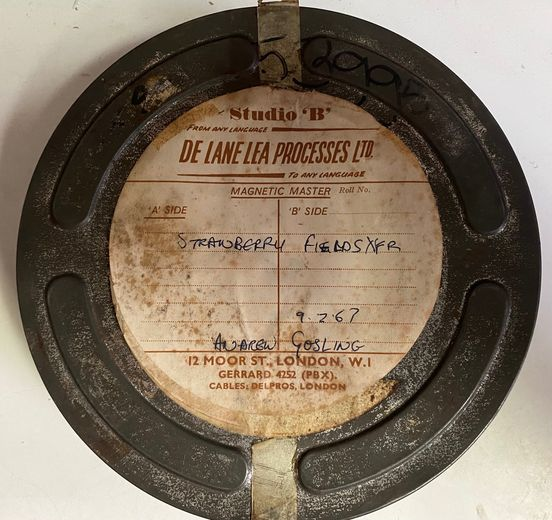 Studio 'B'
FROM ANY LANGUAGE
DE LANE LEA PROCESSES LTD.
TO ANY LANGUAGE
MAGNETIC MASTER Roll No.
'A' SIDE 'B' SIDE
STRAWBERRY FIELDS XFR
9.2.67
ANDREW GOSLING
12 MOOR ST., LONDON, W.1
GERRARD 4252 (PBX).
CABLES: DELPROS, LONDON